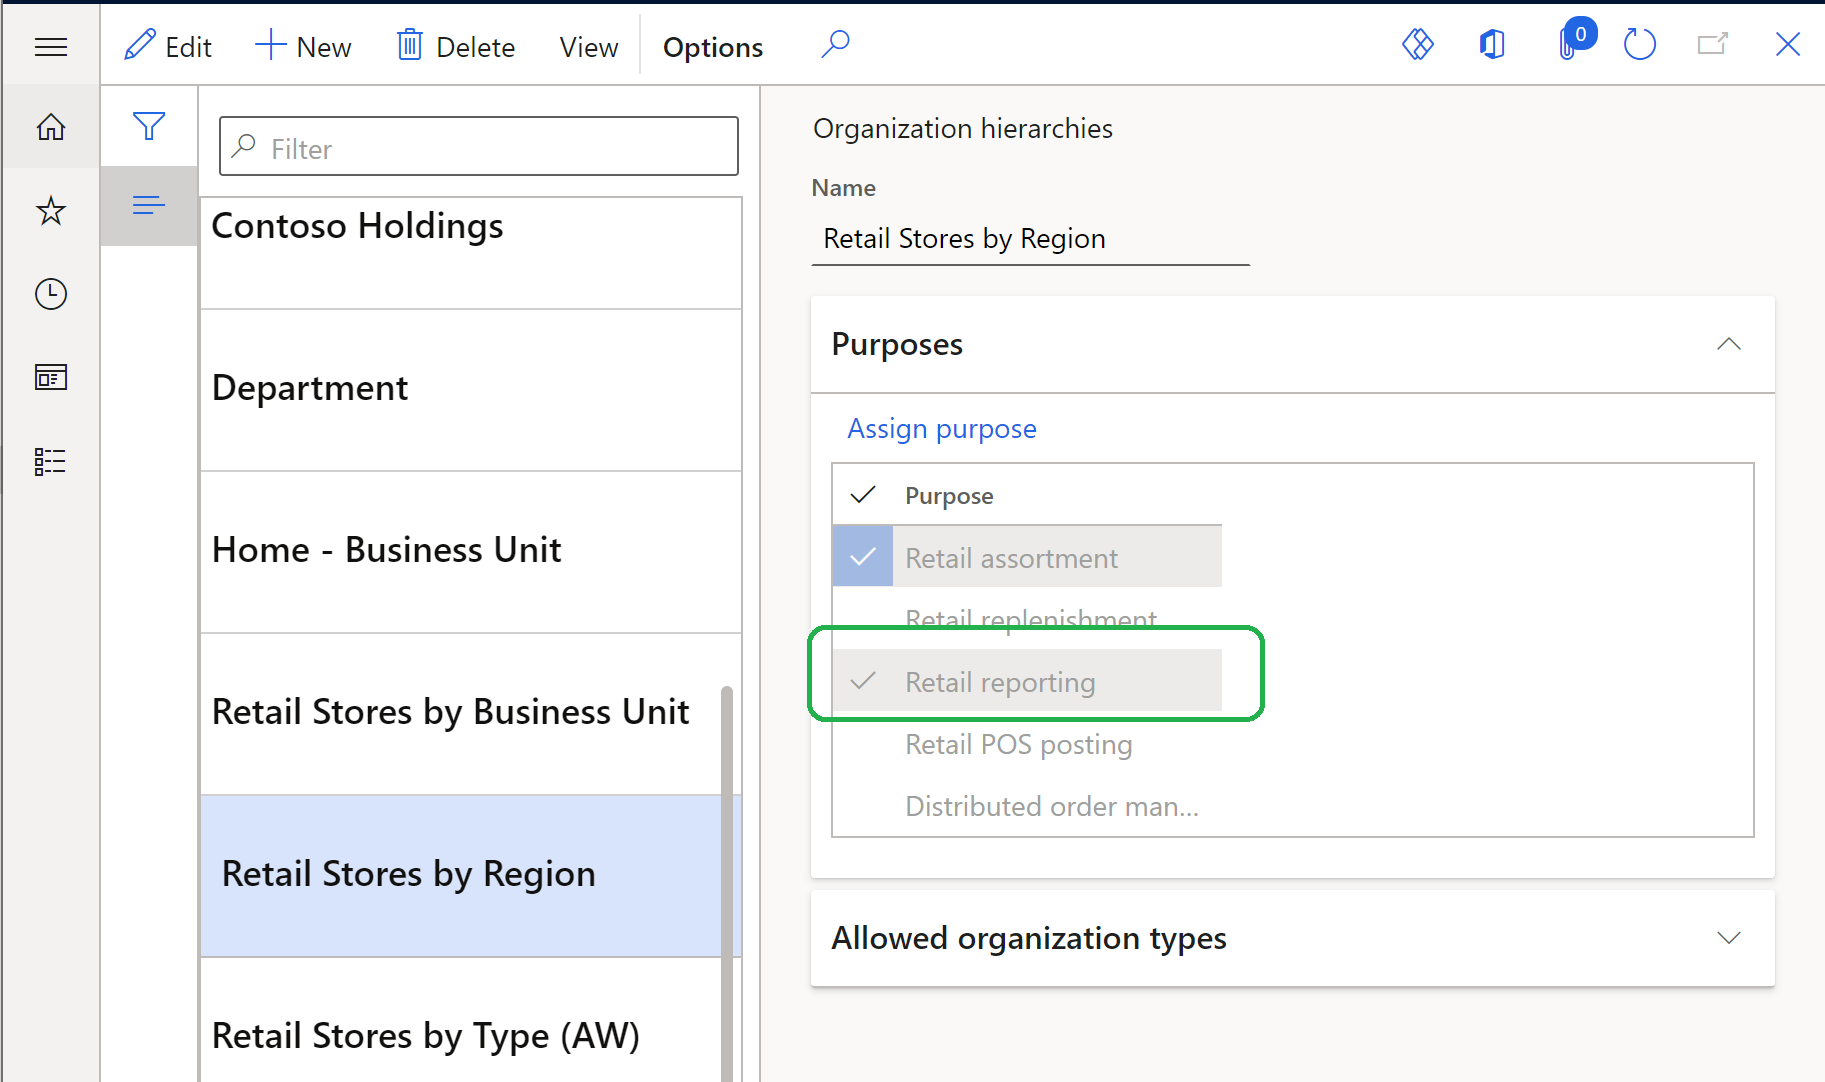 Edit
New
Delete
View
Options
0
Filter
Contoso Holdings
Department
Home - Business Unit
Retail Stores by Business Unit
Retail Stores by Region
Retail Stores by Type (AW)
Organization hierarchies
Name
Retail Stores by Region
Purposes
Assign purpose
Purpose
Retail assortment
Retail replenishment
Retail reporting
Retail POS posting
Distributed order man...
Allowed organization types